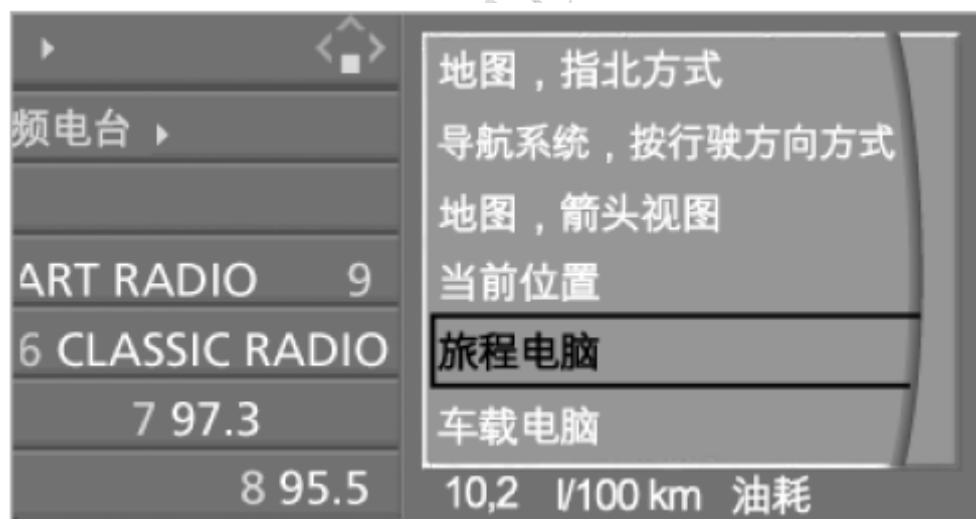 频电台
ART RADIO 9
6 CLASSIC RADIO
7 97.3
8 95.5
地图，指北方式
导航系统，按行驶方向方式
地图，箭头视图
当前位置
旅程电脑
车载电脑
10,2 l/100 km 油耗